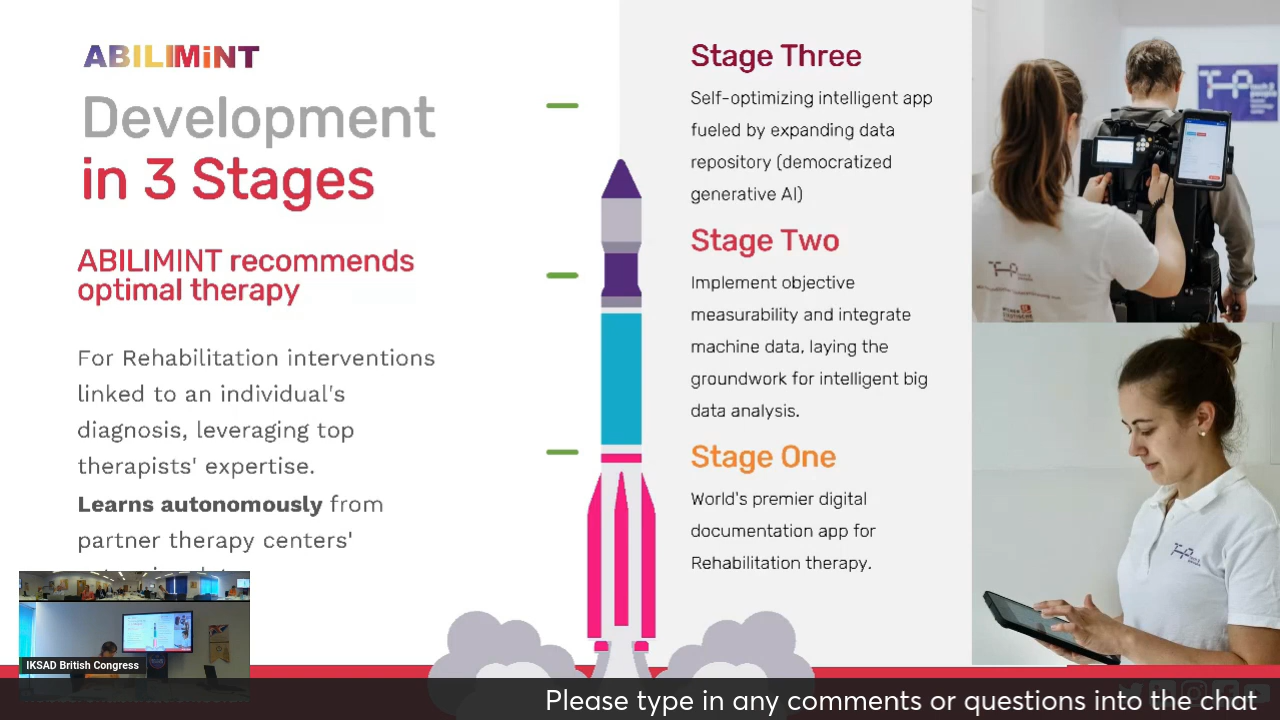 ABILIMiNT
Development
in 3 Stages
ABILIMINT recommends
optimal therapy
For Rehabilitation interventions
linked to an individual's
diagnosis, leveraging top
therapists' expertise.
Learns autonomously from
partner therapy centers'
Stage Three
Self-optimizing intelligent app
fueled by expanding data
repository (democratized
generative AI)
Stage Two
Implement objective
measurability and integrate
machine data, laying the
groundwork for intelligent big
data analysis.
Stage One
World's premier digital
documentation app for
Rehabilitation therapy.
IKSAD British Congress
Please type in any comments or questions into the chat